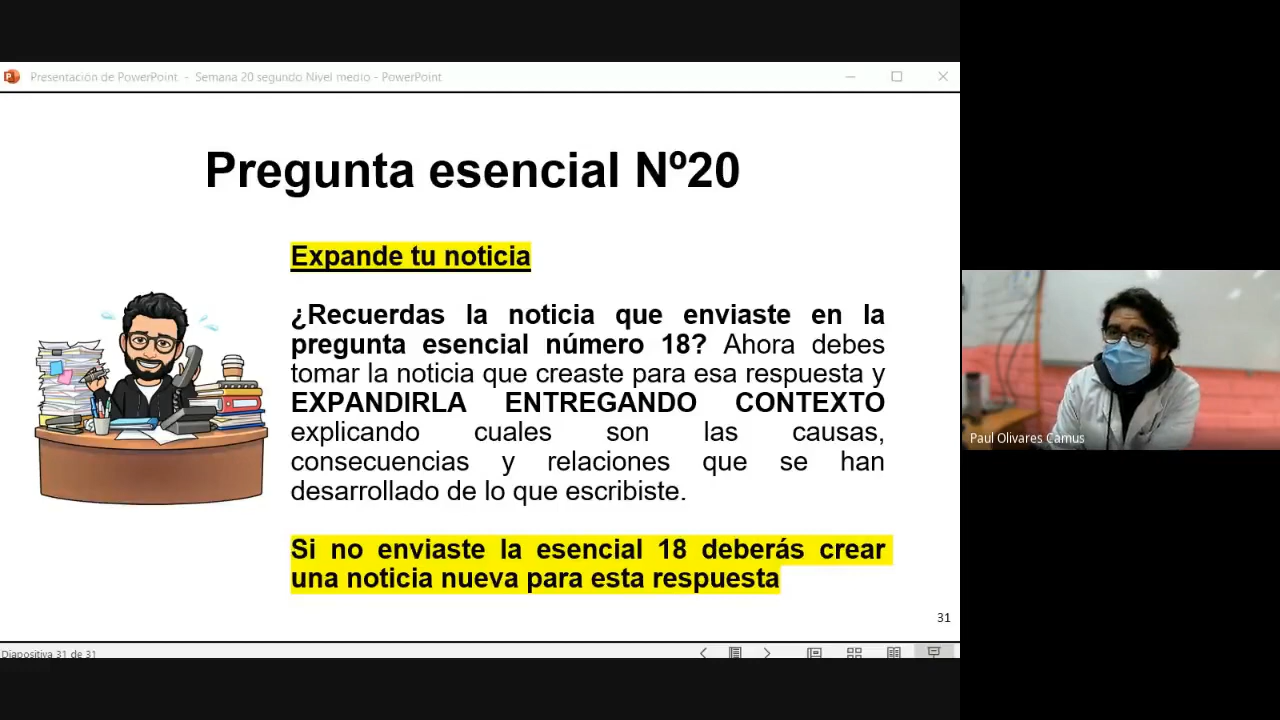 Presentación de PowerPoint - Semana 20 segundo Nivel medio - PowerPoint
Pregunta esencial Nº20
Expande tu noticia
¿Recuerdas la noticia que enviaste en la
pregunta esencial número 18? Ahora debes
tomar la noticia que creaste para esa respuesta y
EXPANDIRLA ENTREGANDO CONTEXTO
explicando cuales son las causas,
consecuencias y relaciones que se han
desarrollado de lo que escribiste.
Si no enviaste la esencial 18 deberás crear
una noticia nueva para esta respuesta
31
Diapositiva 31 de 31
Paul Olivares Camus